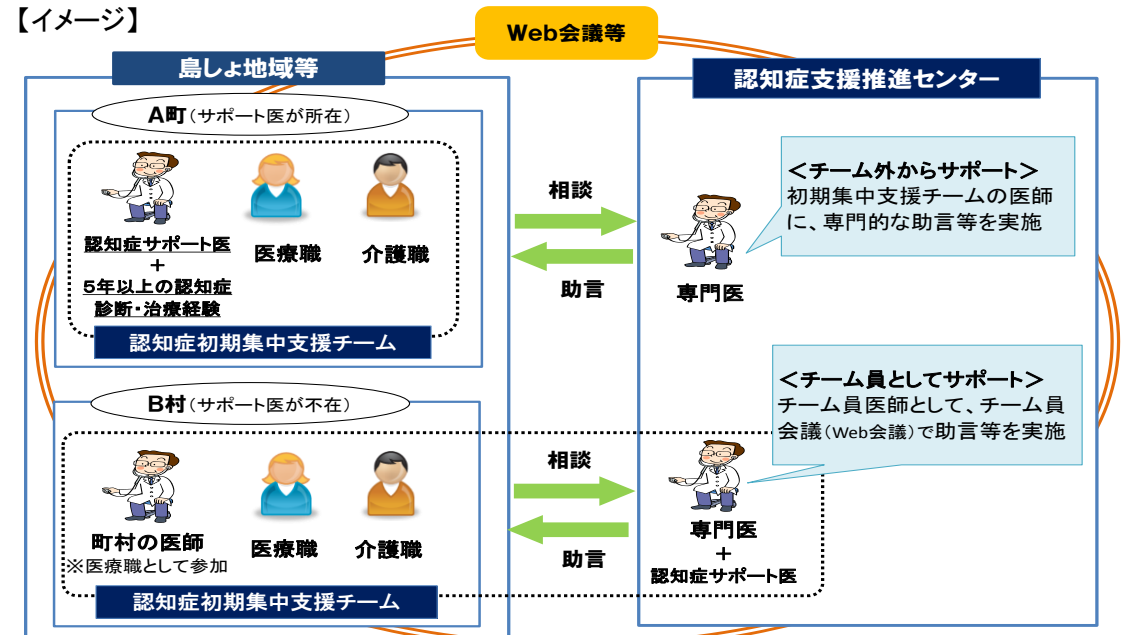 【イメージ】
Web会議等
島しょ地域等
A町(サポート医が所在)
認知症サポート医
+
5年以上の認知症
診断・治療経験
医療職
介護職
認知症初期集中支援チーム
B村(サポート医が不在)
町村の医師
※医療職として参加
医療職
介護職
認知症初期集中支援チーム
相談
助言
相談
助言
認知症支援推進センター
<チーム外からサポート>
初期集中支援チームの医師
に、専門的な助言等を実施
専門医
<チーム員としてサポート>
チーム員医師として、チーム員
会議(Web会議)で助言等を実施
専門医
+
認知症サポート医